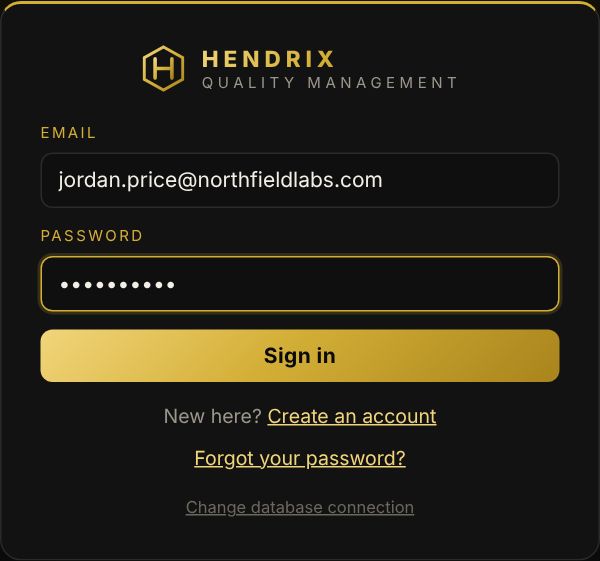 HENDRIX
QUALITY MANAGEMENT
EMAIL
jordan.price@northfieldlabs.com
PASSWORD
••••••••••
Sign in
New here? Create an account
Forgot your password?
Change database connection